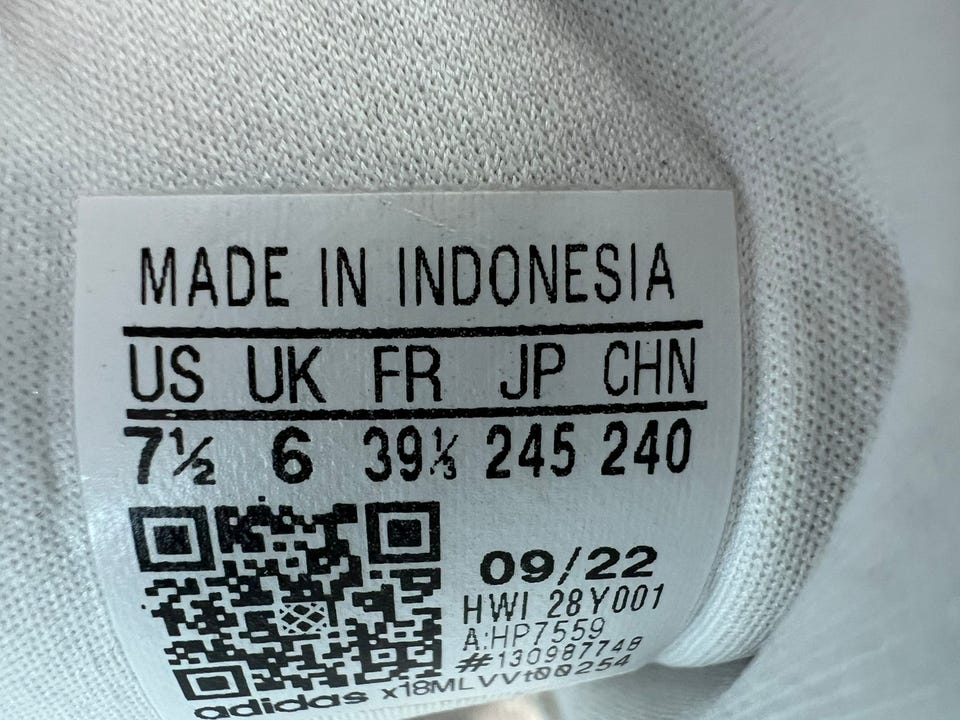 MADE IN INDONESIA
US UK FR JP CHN
7½ 6 39⅓ 245 240
09/22
HWI 28Y001
A:HP7559
#130987748
adidas x18MLVVt00254